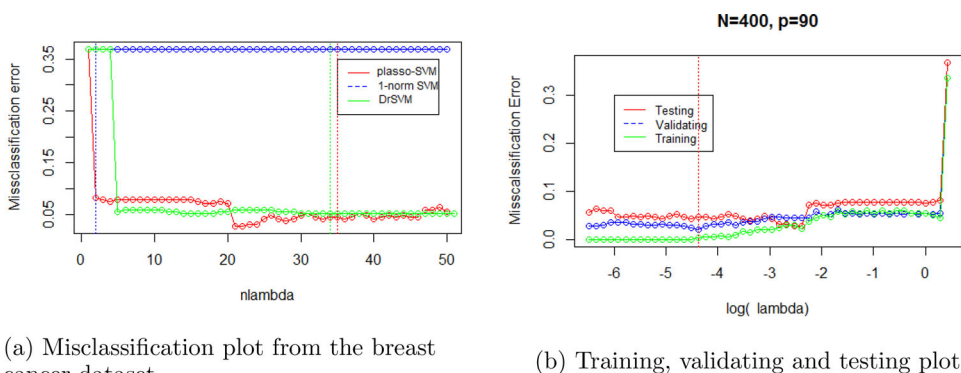 N=400, p=90
Missclassification error
0.05
0.15
0.35
plasso-SVM
1-norm SVM
DrSVM
0
10
20
30
40
50
nlambda
(a) Misclassification plot from the breast
Misscalssification Error
0.0
0.1
0.2
0.3
Testing
Validating
Training
-6
-5
-4
-3
-2
-1
0
log( lambda)
(b) Training, validating and testing plot